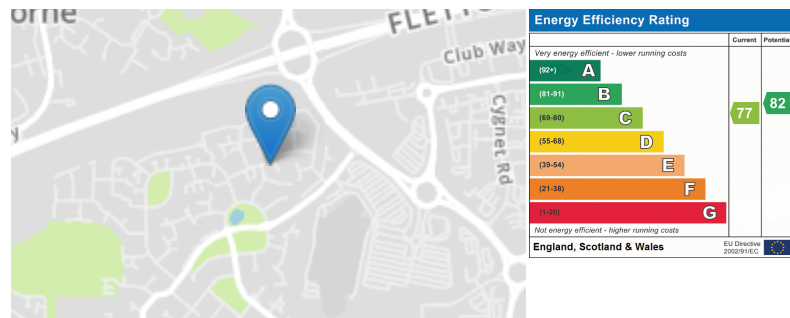 orne
FLETTO
Club Way
Cygnet Rd
y
Energy Efficiency Rating
Current Potentia
Very energy efficient - lower running costs
(92+) A
(81-91) B
(69-80) C
(55-68) D
(39-54) E
(21-38) F
(1-20) G
77
82
Not energy efficient - higher running costs
England, Scotland & Wales
EU Directive
2002/91/EC